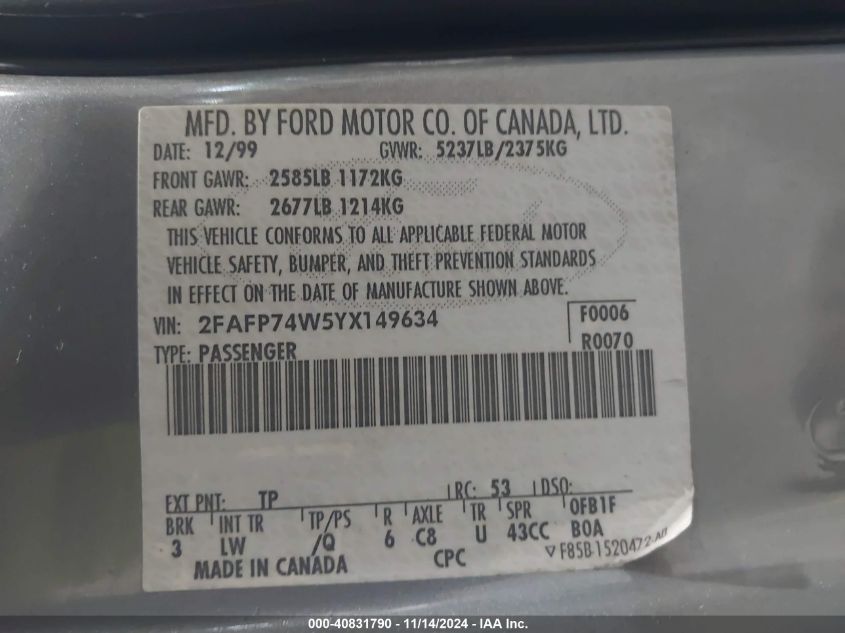 MFD. BY FORD MOTOR CO. OF CANADA, LTD.
DATE: 12/99 GVWR: 5237LB/2375KG
FRONT GAWR: 2585LB 1172KG
REAR GAWR: 2677LB 1214KG
THIS VEHICLE CONFORMS TO ALL APPLICABLE FEDERAL MOTOR
VEHICLE SAFETY, BUMPER, AND THEFT PREVENTION STANDARDS
IN EFFECT ON THE DATE OF MANUFACTURE SHOWN ABOVE.
VIN: 2FAFP74W5YX149634 F0006
TYPE: PASSENGER R0070
EXT PNT: TP RC: 53 DSO:
BRK INT TR TP/PS R AXLE TR SPR 0FB1F
3 LW /Q 6 C8 U 43CC B0A
MADE IN CANADA CPC F85B-1520472-AD
000-40831790 - 11/14/2024 - IAA Inc.